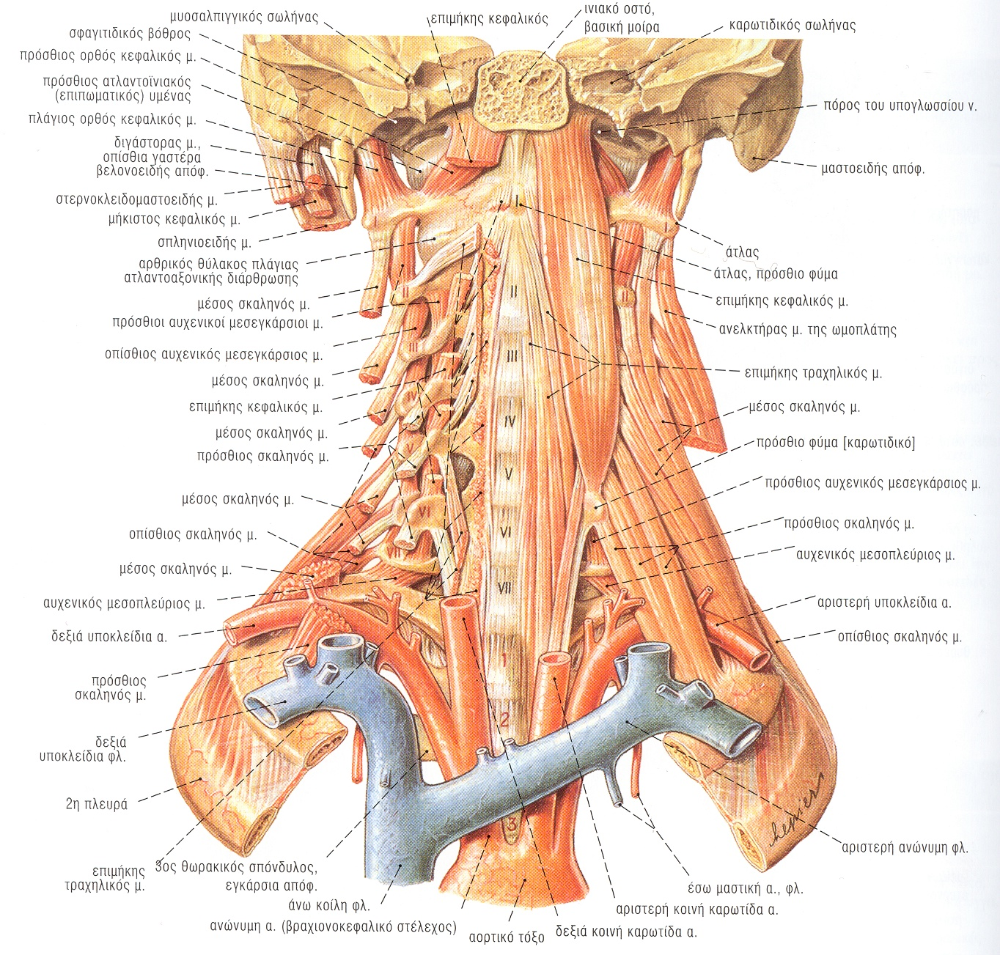 μυοσαλπιγγικός σωλήνας
σφαγιτιδικός βόθρος
πρόσθιος ορθός κεφαλικός μ.
πρόσθιος ατλαντοϊνιακός
(επιπωματικός) υμένας
πλάγιος ορθός κεφαλικός μ.
διγάστορας μ.,
οπίσθια γαστέρα
βελονοειδής απόφ.
στερνοκλειδομαστοειδής μ.
μήκιστος κεφαλικός μ.
σπληνιοειδής μ.
αρθρικός θύλακος πλάγιας
ατλαντοαξονικής διάρθρωσης
μέσος σκαληνός μ.
πρόσθιοι αυχενικοί μεσεγκάρσιοι μ.
οπίσθιος αυχενικός μεσεγκάρσιος μ.
μέσος σκαληνός μ.
επιμήκης κεφαλικός μ.
μέσος σκαληνός μ.
πρόσθιος σκαληνός μ.
μέσος σκαληνός μ.
οπίσθιος σκαληνός μ.
μέσος σκαληνός μ.
αυχενικός μεσοπλεύριος μ.
δεξιά υποκλείδια α.
πρόσθιος
σκαληνός μ.
δεξιά
υποκλείδια φλ.
2η πλευρά
επιμήκης
τραχηλικός μ.
3ος θωρακικός σπόνδυλος,
εγκάρσια απόφ.
άνω κοίλη φλ.
ανώνυμη α. (βραχιονοκεφαλικό στέλεχος)
αορτικό τόξο
δεξιά κοινή καρωτίδα α.
αριστερή κοινή καρωτίδα α.
έσω μαστική α., φλ.
αριστερή ανώνυμη φλ.
επιμήκης κεφαλικός
ινιακό οστό,
βασική μοίρα
καρωτιδικός σωλήνας
πόρος του υπογλωσσίου ν.
μαστοειδής απόφ.
άτλας
άτλας, πρόσθιο φύμα
επιμήκης κεφαλικός μ.
ανελκτήρας μ. της ωμοπλάτης
επιμήκης τραχηλικός μ.
μέσος σκαληνός μ.
πρόσθιο φύμα [καρωτιδικό]
πρόσθιος αυχενικός μεσεγκάρσιος μ.
πρόσθιος σκαληνός μ.
αυχενικός μεσοπλεύριος μ.
αριστερή υποκλείδια α.
οπίσθιος σκαληνός μ.
I
II
III
IV
V
VI
VII
1
2
3
I
II
III
IV
V
VI
I
II